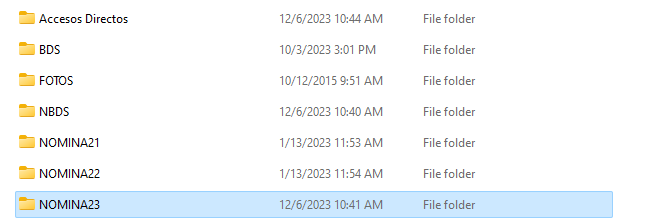 Accesos Directos 12/6/2023 10:44 AM File folder
BDS 10/3/2023 3:01 PM File folder
FOTOS 10/12/2015 9:51 AM File folder
NBDS 12/6/2023 10:40 AM File folder
NOMINA21 1/13/2023 11:53 AM File folder
NOMINA22 1/13/2023 11:54 AM File folder
NOMINA23 12/6/2023 10:41 AM File folder